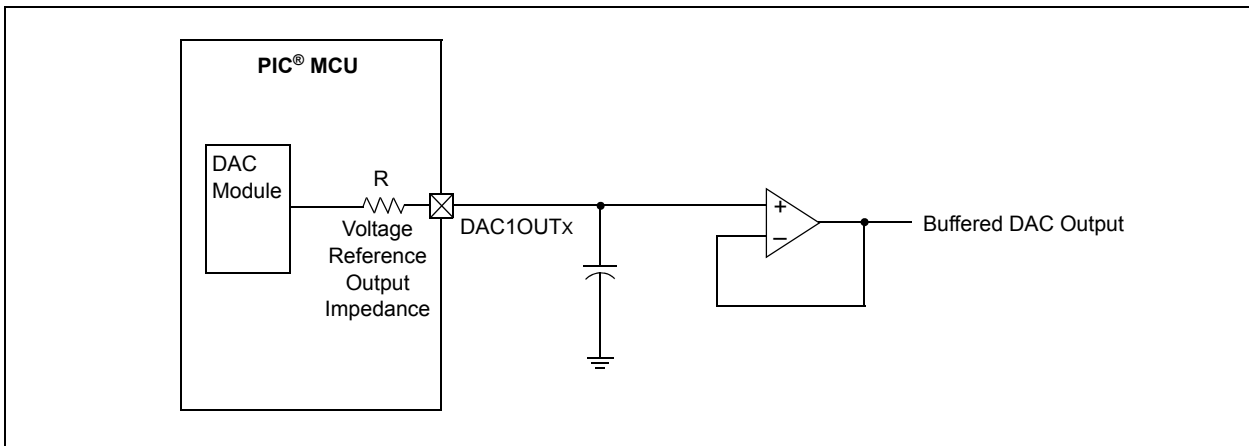 PIC® MCU
DAC
Module
R
Voltage
Reference
Output
Impedance
DAC1OUTX
+
–
Buffered DAC Output